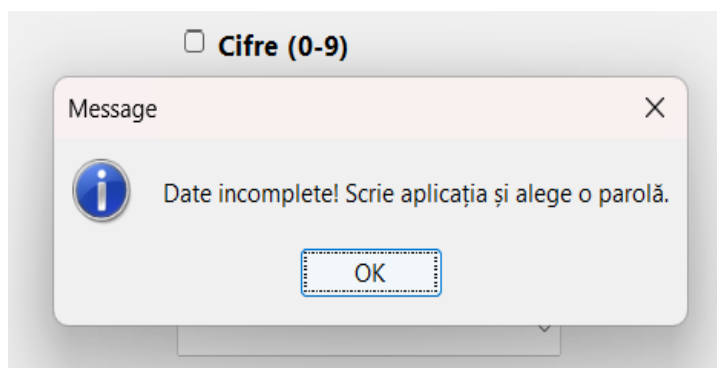 Cifre (0-9)
Message
Date incomplete! Scrie aplicația și alege o parolă.
OK